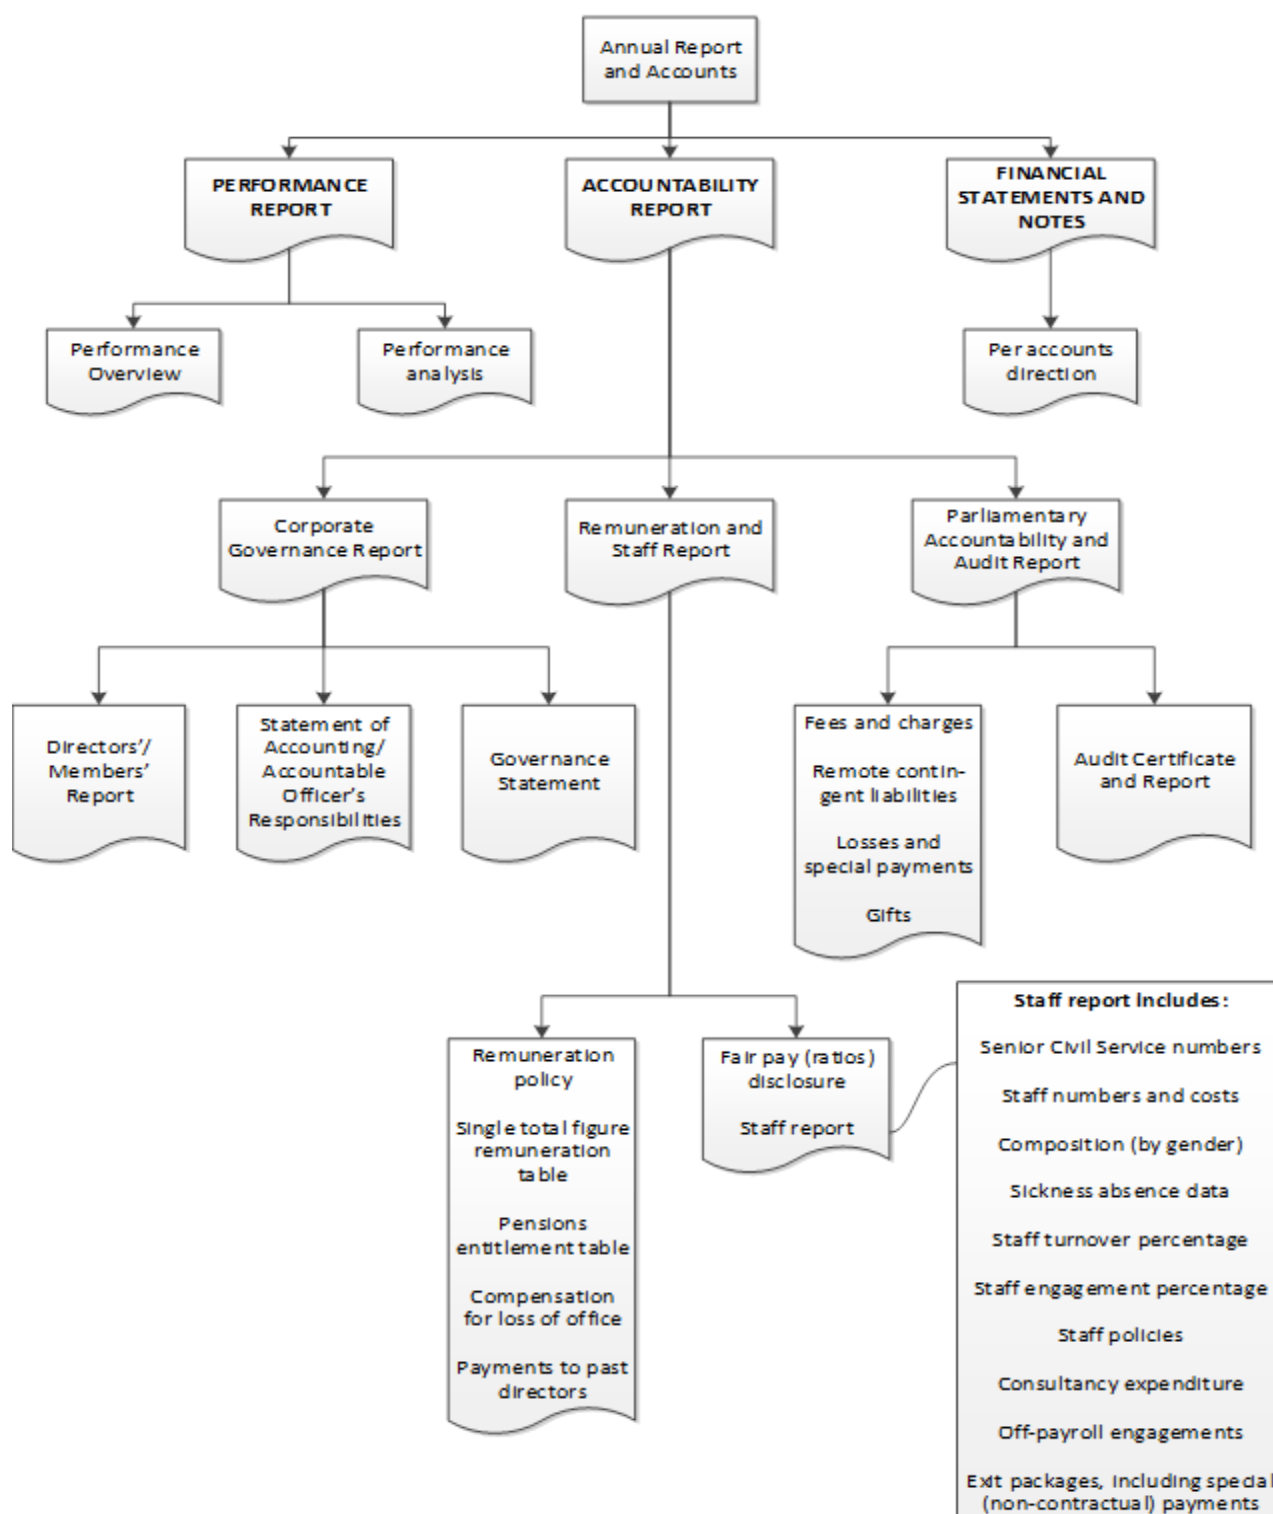 Annual Report
and Accounts
PERFORMANCE
REPORT
ACCOUNTABILITY
REPORT
FINANCIAL
STATEMENTS AND
NOTES
Performance
Overview
Performance
analysis
Per accounts
direction
Corporate
Governance Report
Remuneration and
Staff Report
Parliamentary
Accountability and
Audit Report
Directors’/
Members’
Report
Statement of
Accounting/
Accountable
Officer’s
Responsibilities
Governance
Statement
Fees and charges
Remote contin-
gent liabilities
Losses and
special payments
Gifts
Audit Certificate
and Report
Remuneration
policy
Single total figure
remuneration
table
Pensions
entitlement table
Compensation
for loss of office
Payments to past
directors
Fair pay (ratios)
disclosure
Staff report
Staff report includes:
Senior Civil Service numbers
Staff numbers and costs
Composition (by gender)
Sickness absence data
Staff turnover percentage
Staff engagement percentage
Staff policies
Consultancy expenditure
Off-payroll engagements
Exit packages, including special
(non-contractual) payments